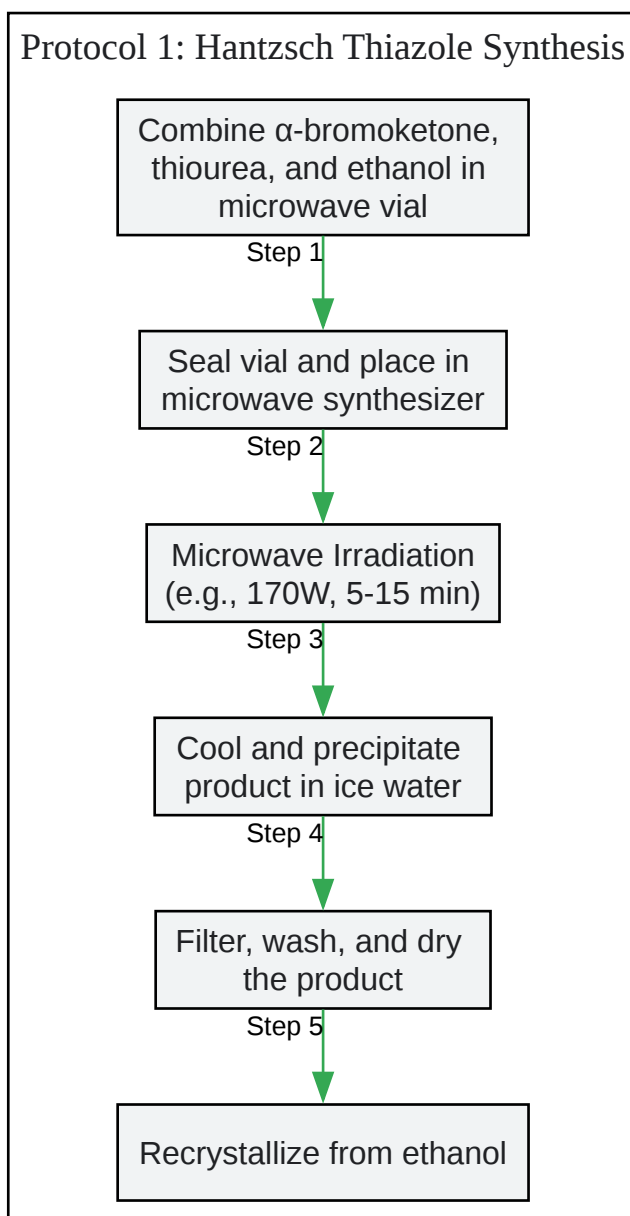 Protocol 1: Hantzsch Thiazole Synthesis
Combine α-bromoketone,
thiourea, and ethanol in
microwave vial
Step 1
Seal vial and place in
microwave synthesizer
Step 2
Microwave Irradiation
(e.g., 170W, 5-15 min)
Step 3
Cool and precipitate
product in ice water
Step 4
Filter, wash, and dry
the product
Step 5
Recrystallize from ethanol